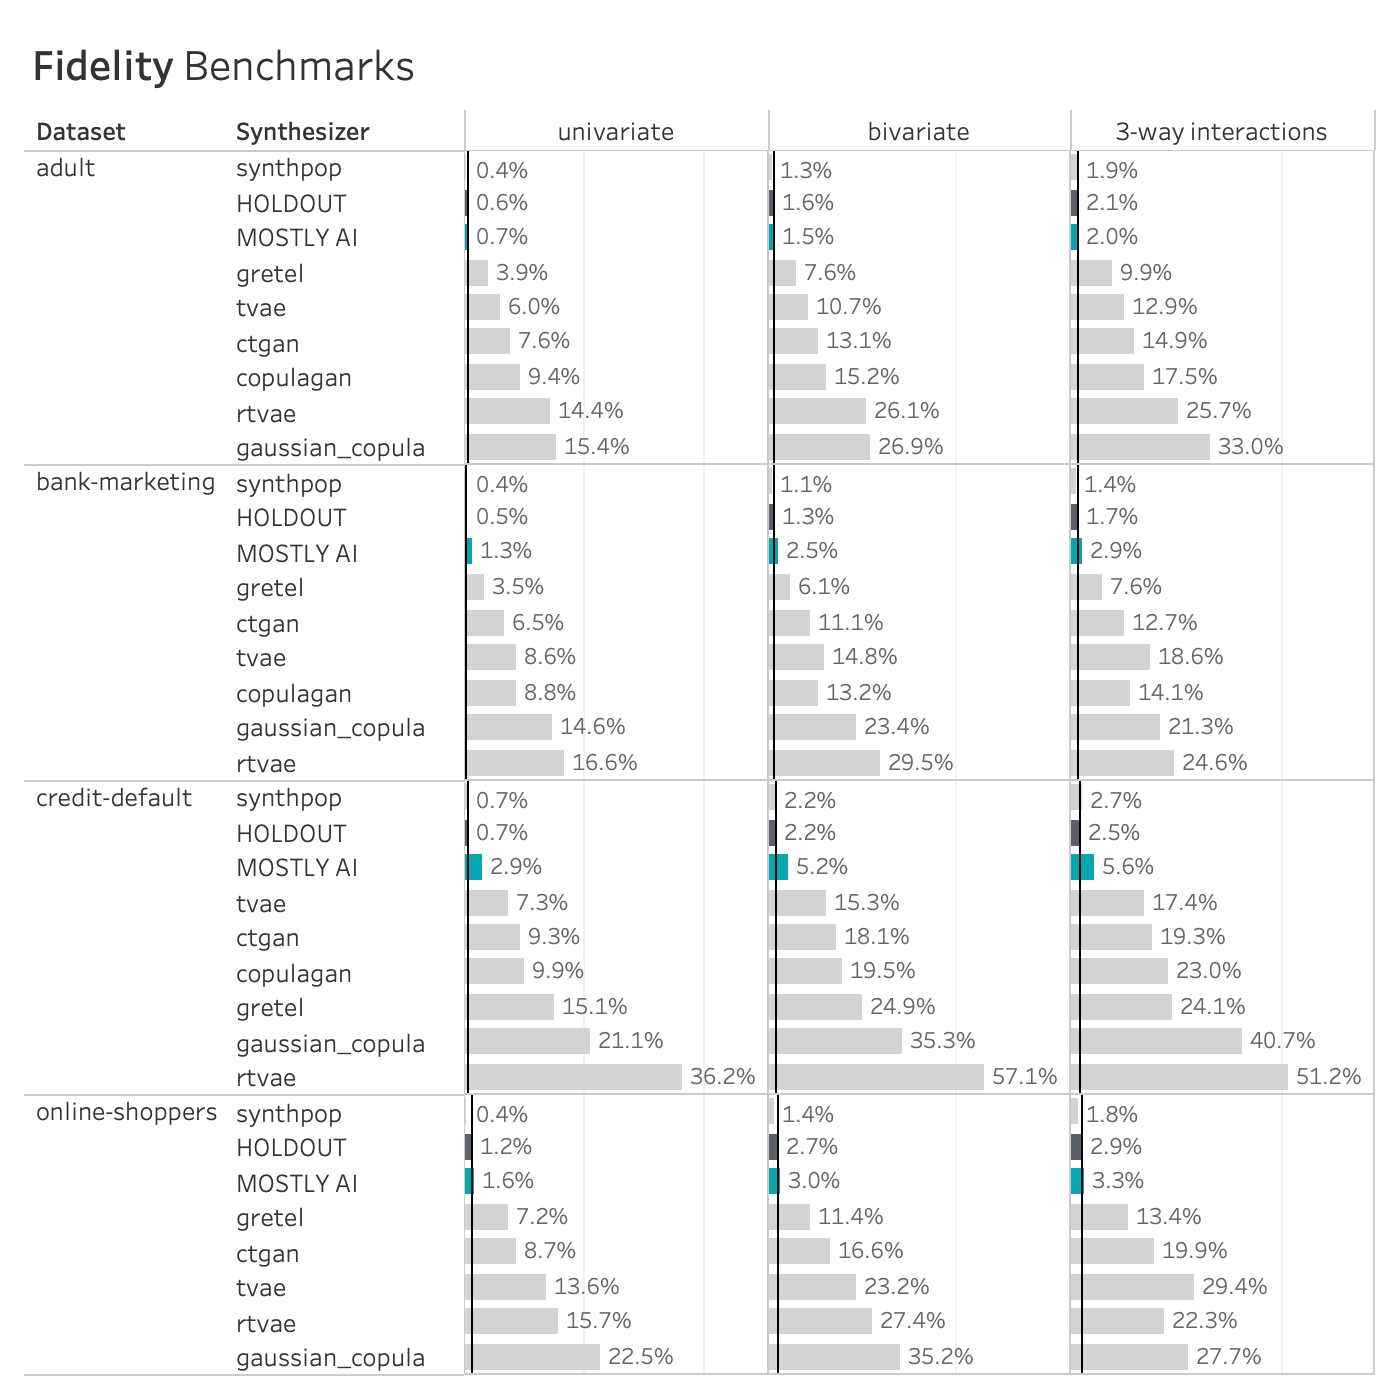 Fidelity Benchmarks
Dataset Synthesizer univariate bivariate 3-way interactions
adult synthpop 0.4% 1.3% 1.9%
HOLDOUT 0.6% 1.6% 2.1%
MOSTLY AI 0.7% 1.5% 2.0%
gretel 3.9% 7.6% 9.9%
tvae 6.0% 10.7% 12.9%
ctgan 7.6% 13.1% 14.9%
copulagan 9.4% 15.2% 17.5%
rtvae 14.4% 26.1% 25.7%
gaussian_copula 15.4% 26.9% 33.0%
bank-marketing synthpop 0.4% 1.1% 1.4%
HOLDOUT 0.5% 1.3% 1.7%
MOSTLY AI 1.3% 2.5% 2.9%
gretel 3.5% 6.1% 7.6%
ctgan 6.5% 11.1% 12.7%
tvae 8.6% 14.8% 18.6%
copulagan 8.8% 13.2% 14.1%
gaussian_copula 14.6% 23.4% 21.3%
rtvae 16.6% 29.5% 24.6%
credit-default synthpop 0.7% 2.2% 2.7%
HOLDOUT 0.7% 2.2% 2.5%
MOSTLY AI 2.9% 5.2% 5.6%
tvae 7.3% 15.3% 17.4%
ctgan 9.3% 18.1% 19.3%
copulagan 9.9% 19.5% 23.0%
gretel 15.1% 24.9% 24.1%
gaussian_copula 21.1% 35.3% 40.7%
rtvae 36.2% 57.1% 51.2%
online-shoppers synthpop 0.4% 1.4% 1.8%
HOLDOUT 1.2% 2.7% 2.9%
MOSTLY AI 1.6% 3.0% 3.3%
gretel 7.2% 11.4% 13.4%
ctgan 8.7% 16.6% 19.9%
tvae 13.6% 23.2% 29.4%
rtvae 15.7% 27.4% 22.3%
gaussian_copula 22.5% 35.2% 27.7%